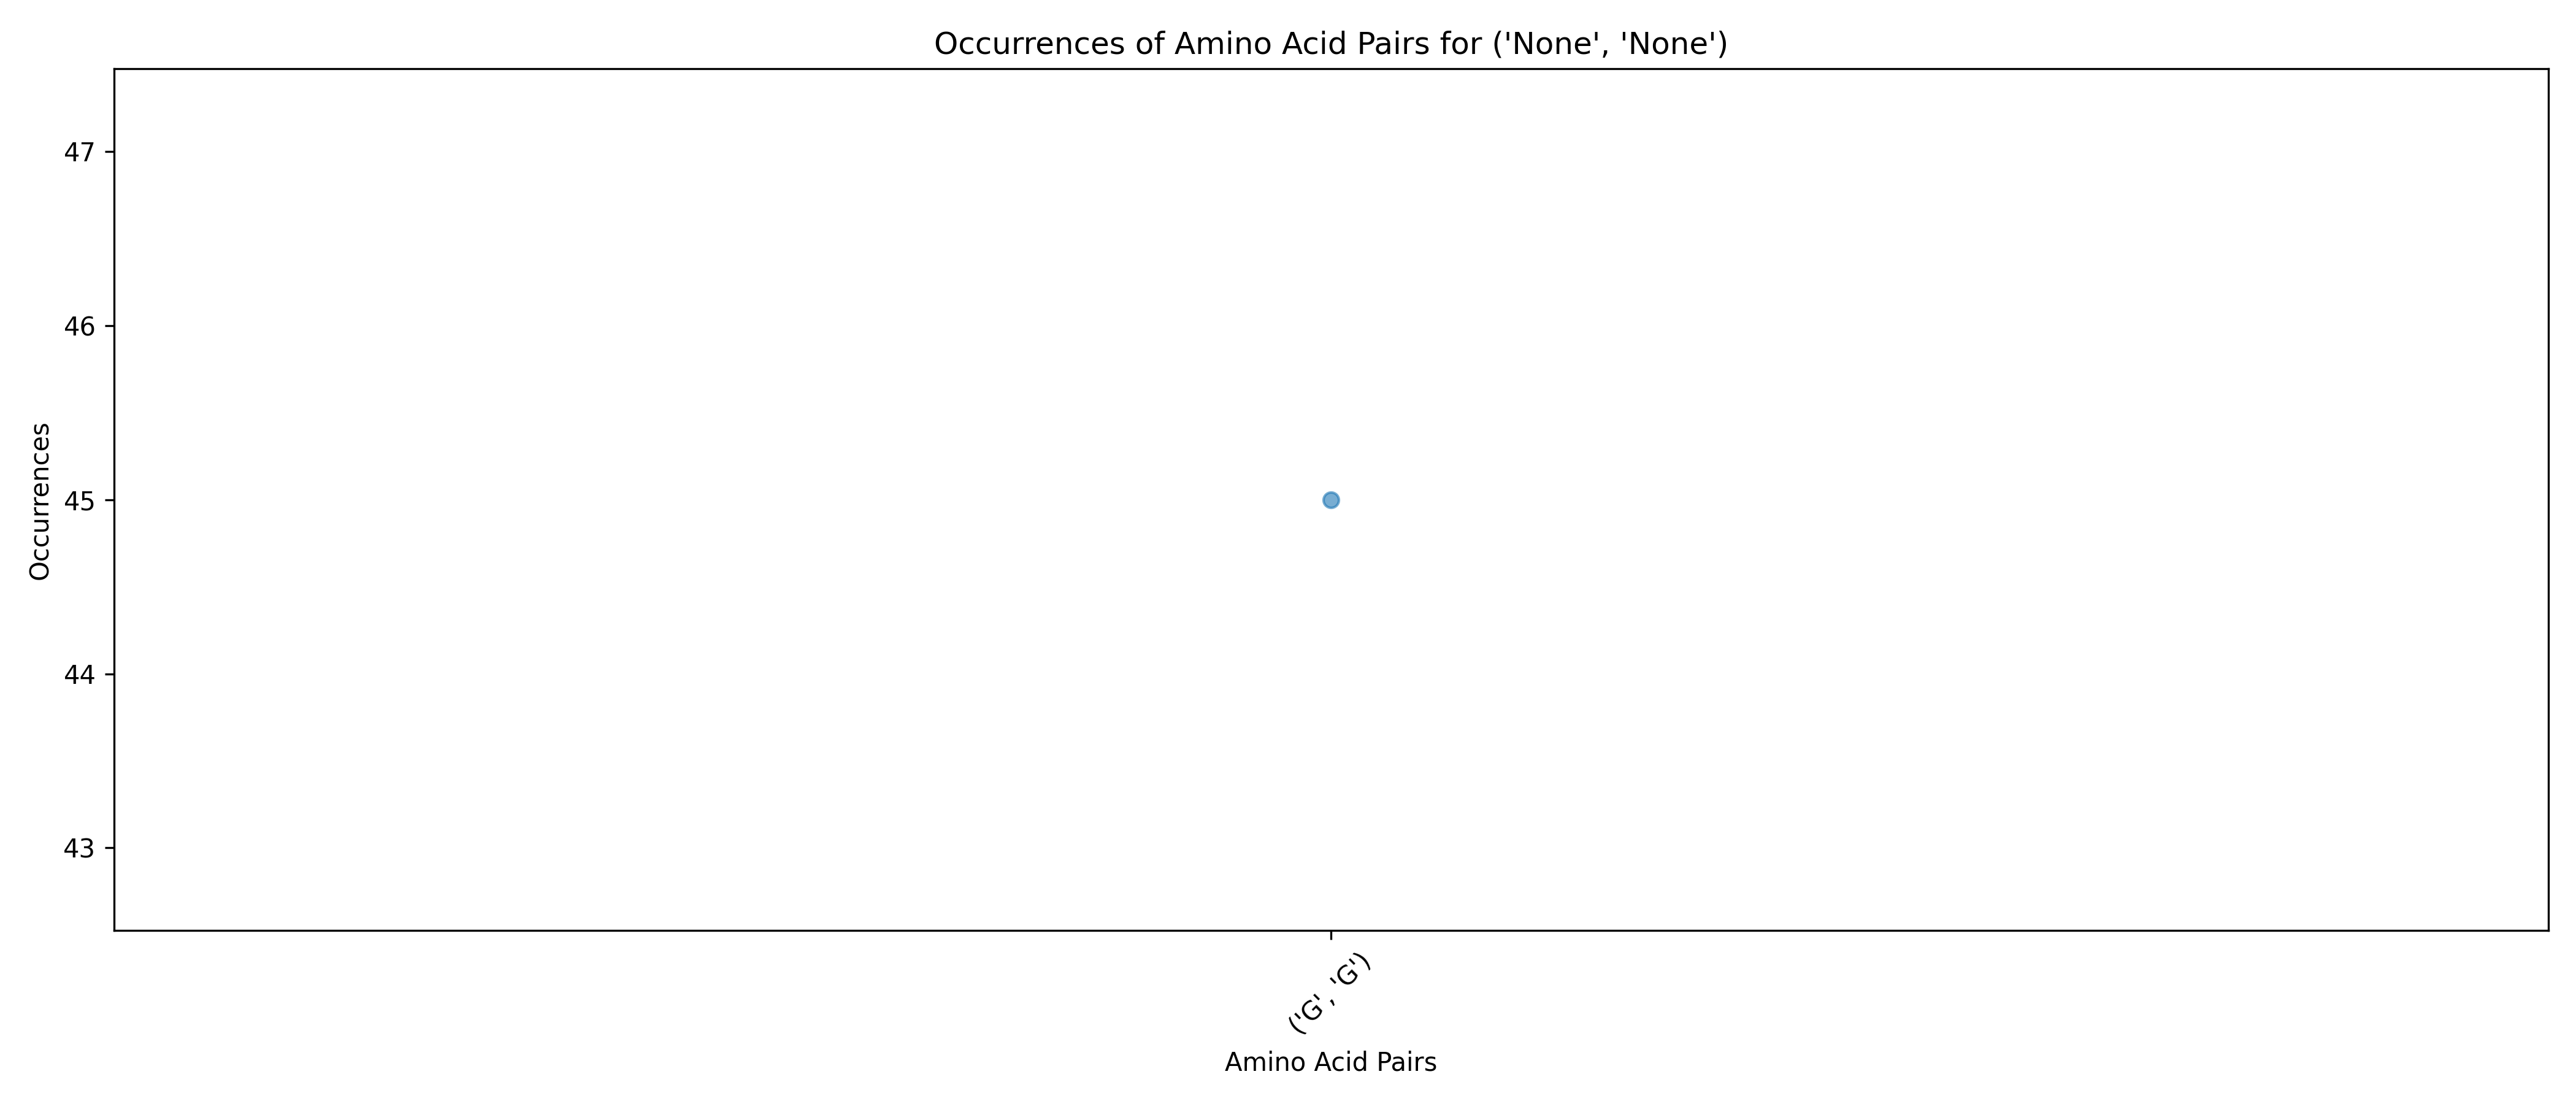 Occurrences of Amino Acid Pairs for ('None', 'None')
47
46
45
44
43
Occurrences
('G', 'G')
Amino Acid Pairs